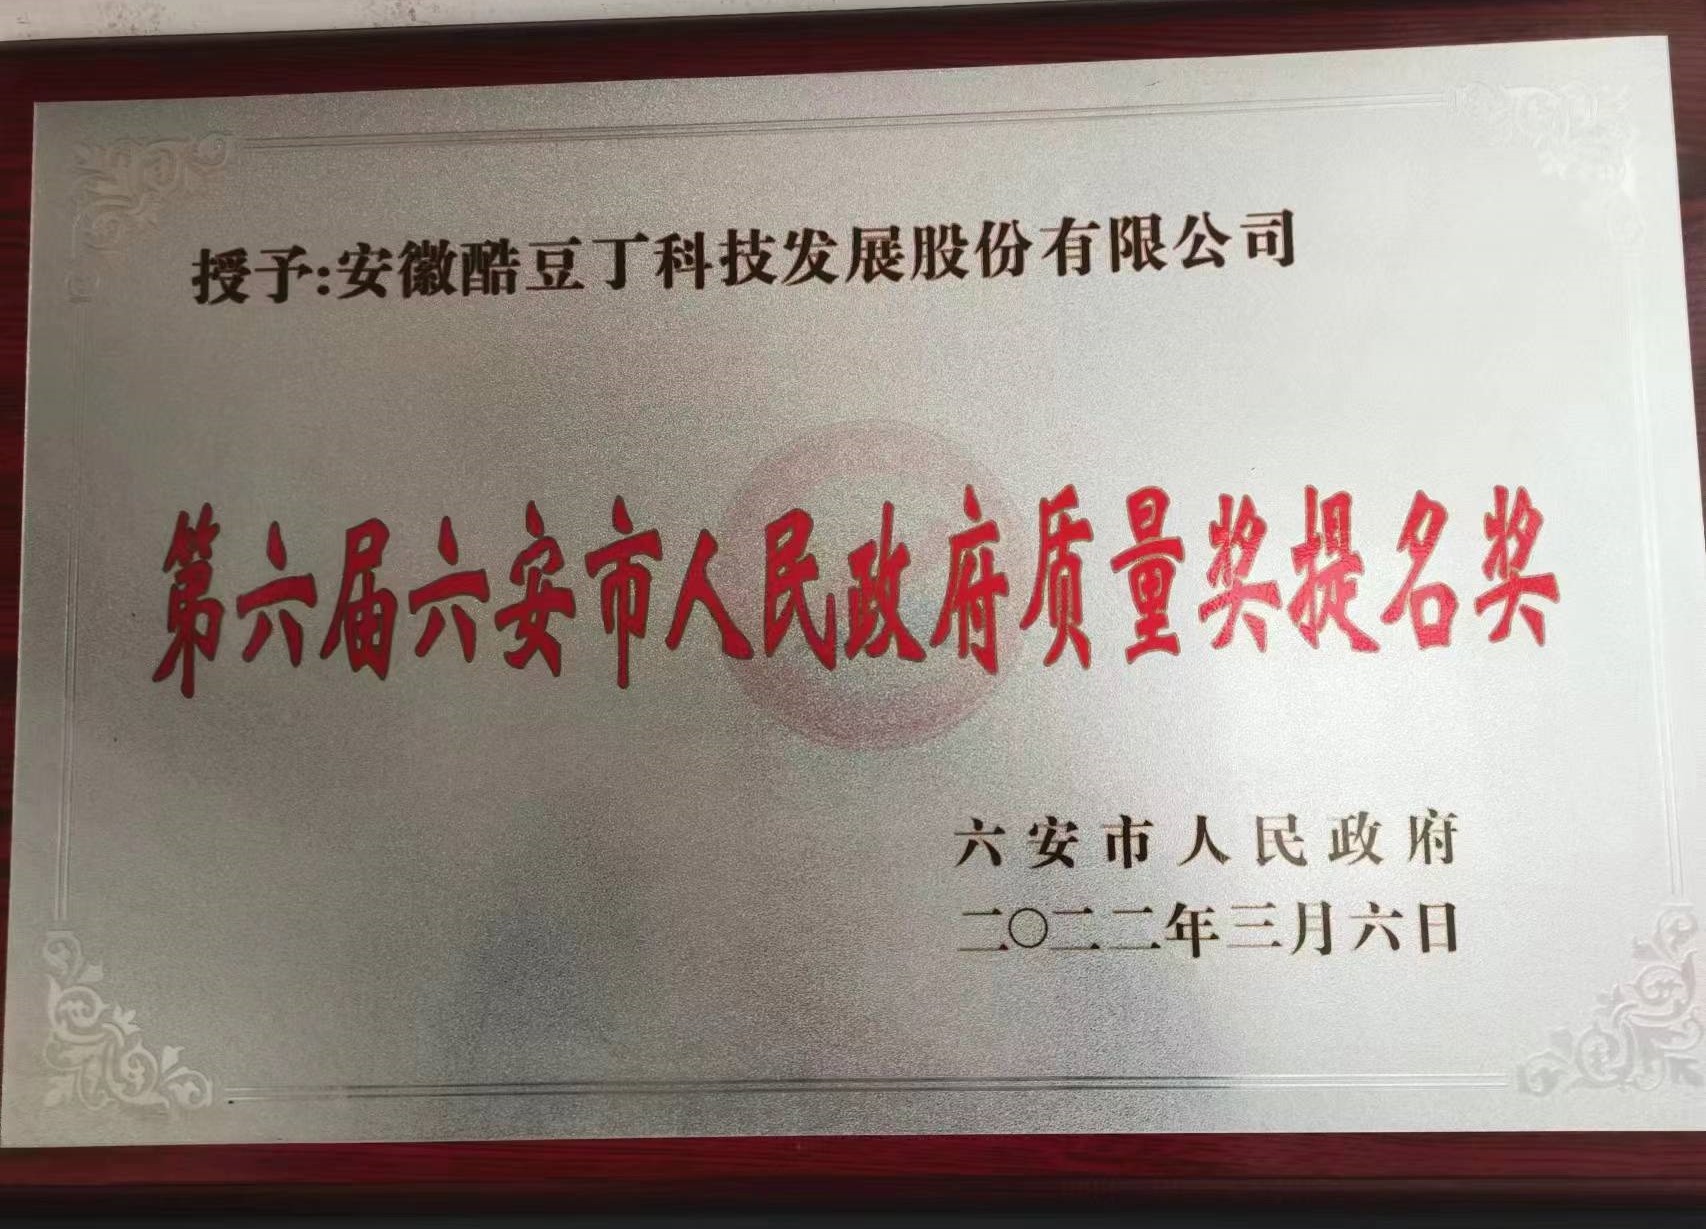 授予:安徽酷豆丁科技发展股份有限公司
第六届六安市人民政府质量奖提名奖
六安市人民政府
二〇二二年三月六日